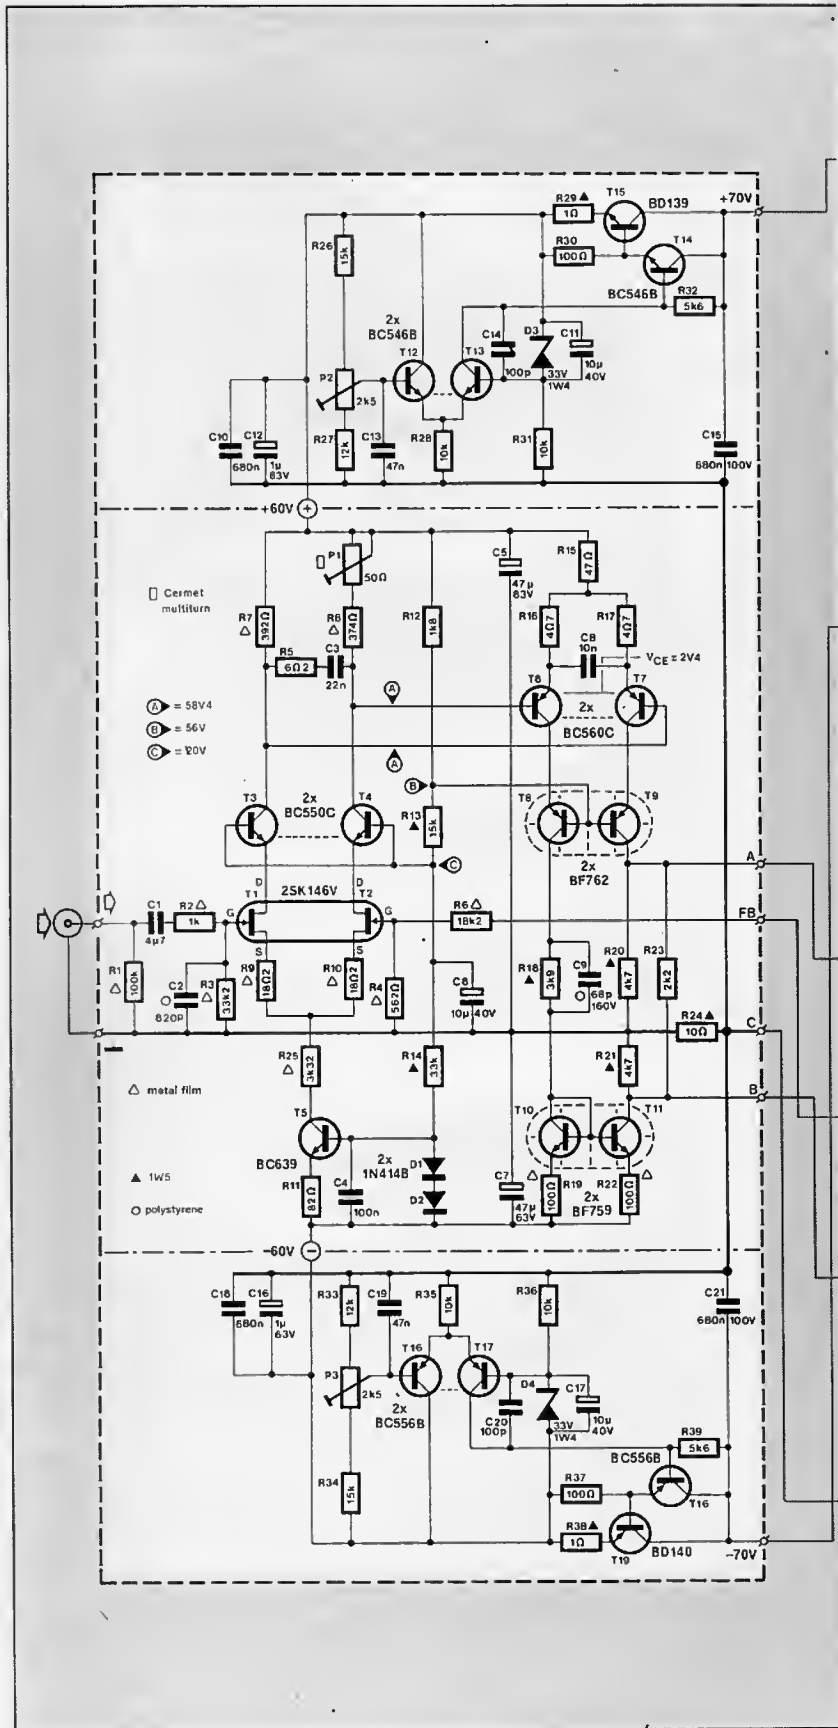 R29 ▲
T15
BD139
+70V
1Ω
R30
100Ω
T14
BC546B
R32
5k6
R26
15k
2x
BC546B
T12
T13
C14
100p
D3
33V
1W4
C11
10µ
40V
P2
2k5
C10
680n
C12
1µ
63V
R27
12k
C13
47n
R28
10k
R31
10k
C15
680n 100V
+60V
+
P1
50Ω
Cermet
multiturn
R7
△
392Ω
R8
△
374Ω
R12
1k8
C5
47µ
63V
R15
47Ω
R16
4Ω7
R17
4Ω7
R5
6Ω2
C3
22n
C8
10n
VCE = 2V4
T6
T7
2x
BC560C
A
A
A = 58V4
B = 56V
C = 20V
B
T3
2x
BC550C
T4
R13
▲
15k
C
T8
T9
2x
BF762
A
D
D
T1
2SK146V
T2
G
G
S
S
C1
4µ7
R2 △
1k
R6 △
18k2
FB
R1
△
100k
C2
820p
R3
△
33k2
R9
△
18Ω2
R10
△
18Ω2
R4
△
562Ω
C6
10µ 40V
R18
▲
3k9
C9
68p
160V
R20
▲
4k7
R23
2k2
R24 ▲
10Ω
C
R25
△
3k32
R14
▲
33k
R21
▲
4k7
B
△ metal film
▲ 1W5
○ polystyrene
T5
BC639
2x
1N4148
D1
D2
R11
82Ω
C4
100n
C7
47µ
63V
T10
T11
△
R19
100Ω
R22
100Ω
△
2x
BF759
−60V
−
C18
680n
C16
1µ
63V
R33
12k
C19
47n
R35
10k
R36
10k
C21
680n 100V
P3
2k5
T16
T17
2x
BC556B
C20
100p
D4
33V
1W4
C17
10µ
40V
R34
15k
BC556B
R39
5k6
R37
100Ω
T16
R38 ▲
1Ω
T19
BD140
−70V